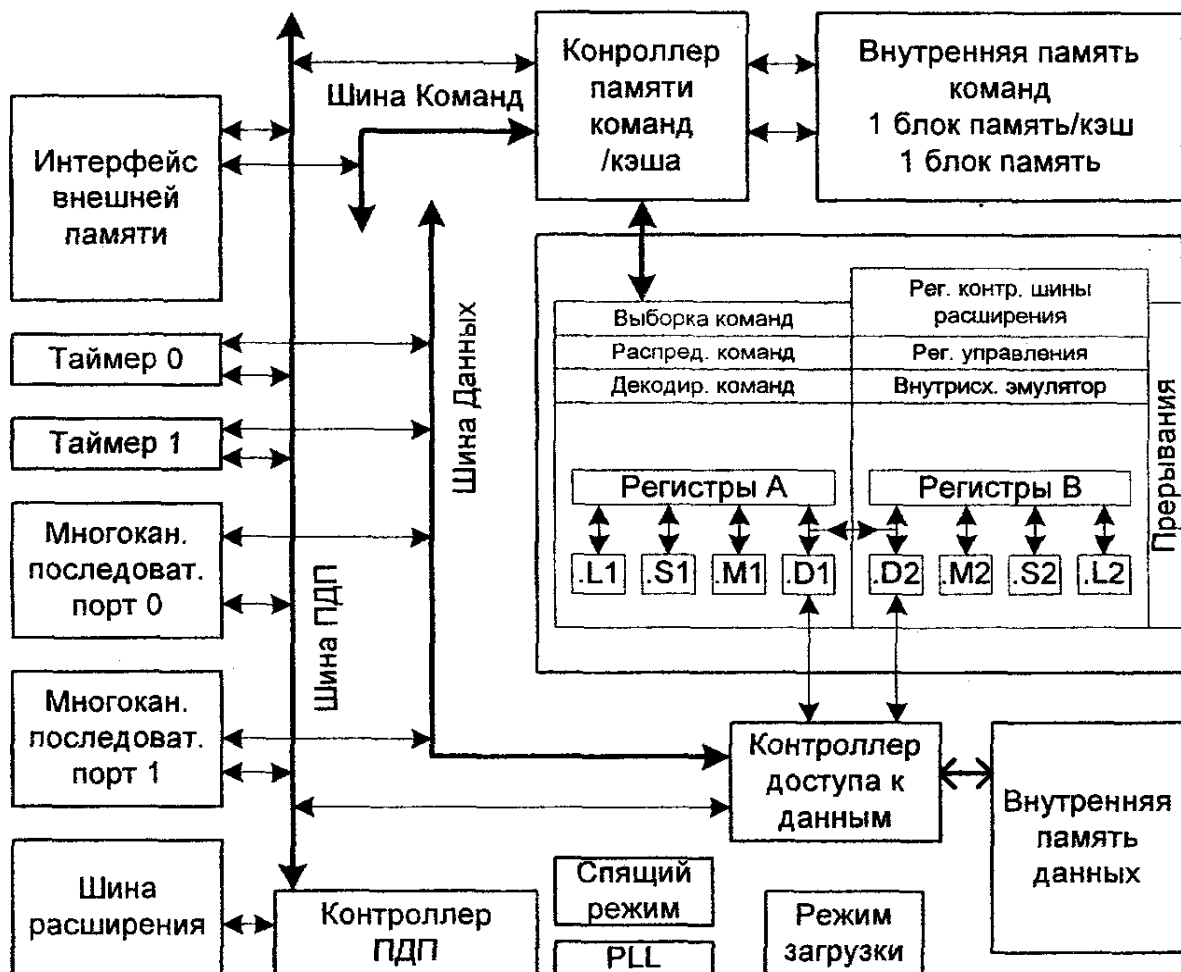 Конроллер
памяти
команд
/кэша
Внутренняя память
команд
1 блок память/кэш
1 блок память
Шина Команд
Интерфейс
внешней
памяти
Шина Данных
Шина ПДП
Рег. контр. шины
расширения
Выборка команд
Распред. команд
Рег. управления
Декодир. команд
Внутрисх. эмулятор
Прерывания
Таймер 0
Таймер 1
Регистры А
Регистры В
.L1
.S1
.M1
.D1
.D2
.M2
.S2
.L2
Многокан.
последоват.
порт 0
Многокан.
последоват.
порт 1
Контроллер
доступа к
данным
Внутренняя
память
данных
Шина
расширения
Контроллер
ПДП
Спящий
режим
PLL
Режим
загрузки